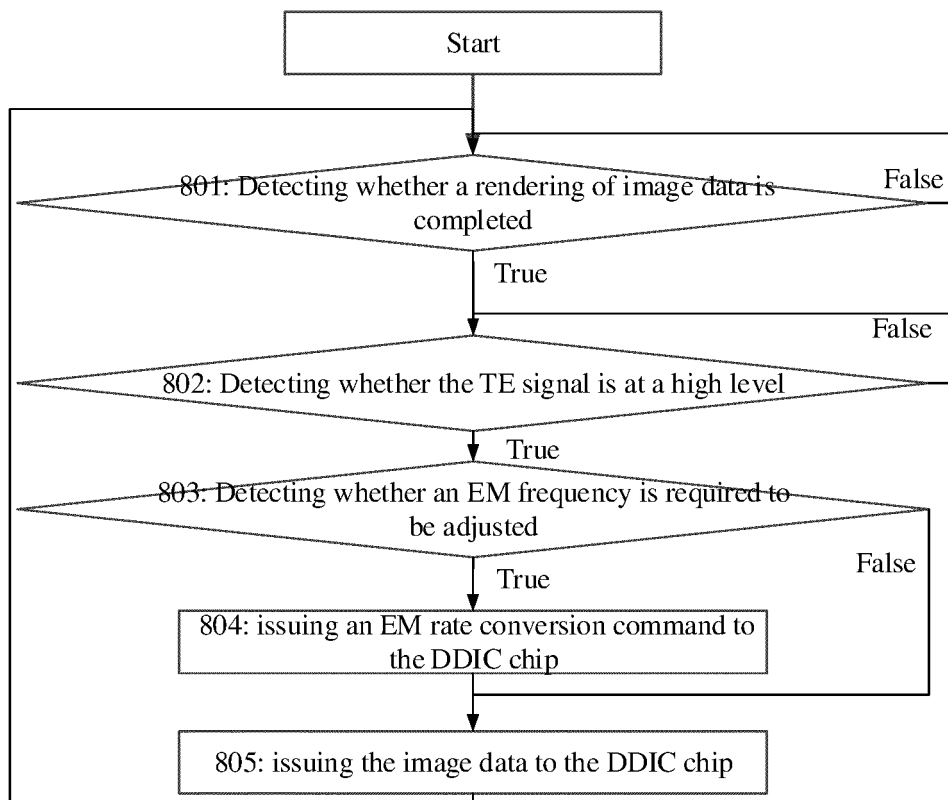 Start
801: Detecting whether a rendering of image data is
completed
False
True
False
802: Detecting whether the TE signal is at a high level
True
803: Detecting whether an EM frequency is required to
be adjusted
False
True
804: issuing an EM rate conversion command to
the DDIC chip
805: issuing the image data to the DDIC chip